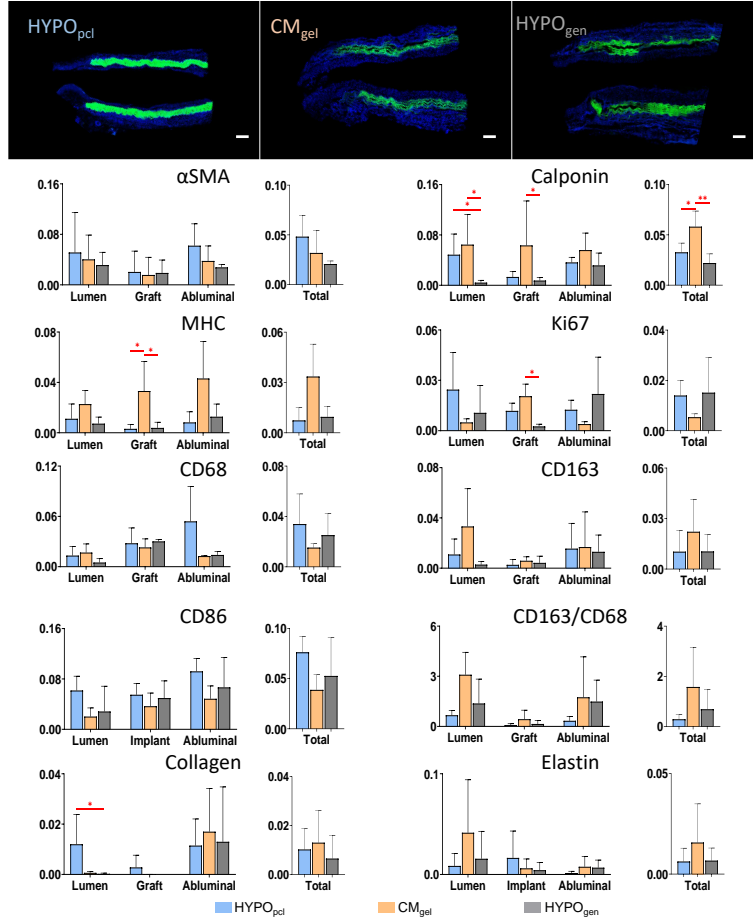 HYPOpcl CMgel HYPOgen
αSMA Calponin
0.16 0.15 0.16 0.10
0.08 0.10 0.08 0.05
0.05
0.00 0.00 0.00 0.00
* * * * **
Lumen Graft Abluminal Total Lumen Graft Abluminal Total
MHC Ki67
0.08 0.06 0.06 0.04
0.04 0.04 0.03 0.02
0.02
0.00 0.00 0.00 0.00
* * *
Lumen Graft Abluminal Total Lumen Graft Abluminal Total
CD68 CD163
0.12 0.08 0.08 0.06
0.06 0.04 0.04 0.03
0.00 0.00 0.00 0.00
Lumen Graft Abluminal Total Lumen Graft Abluminal Total
CD86 CD163/CD68
0.16 0.10 6 4
0.08 0.05 3 2
0.00 0.00 0 0
Lumen Implant Abluminal Total Lumen Graft Abluminal Total
Collagen Elastin
0.04 0.04 0.1 0.05
0.02 0.02
0.00 0.00 0.0 0.00
*
Lumen Graft Abluminal Total Lumen Implant Abluminal Total
HYPOpcl CMgel HYPOgen